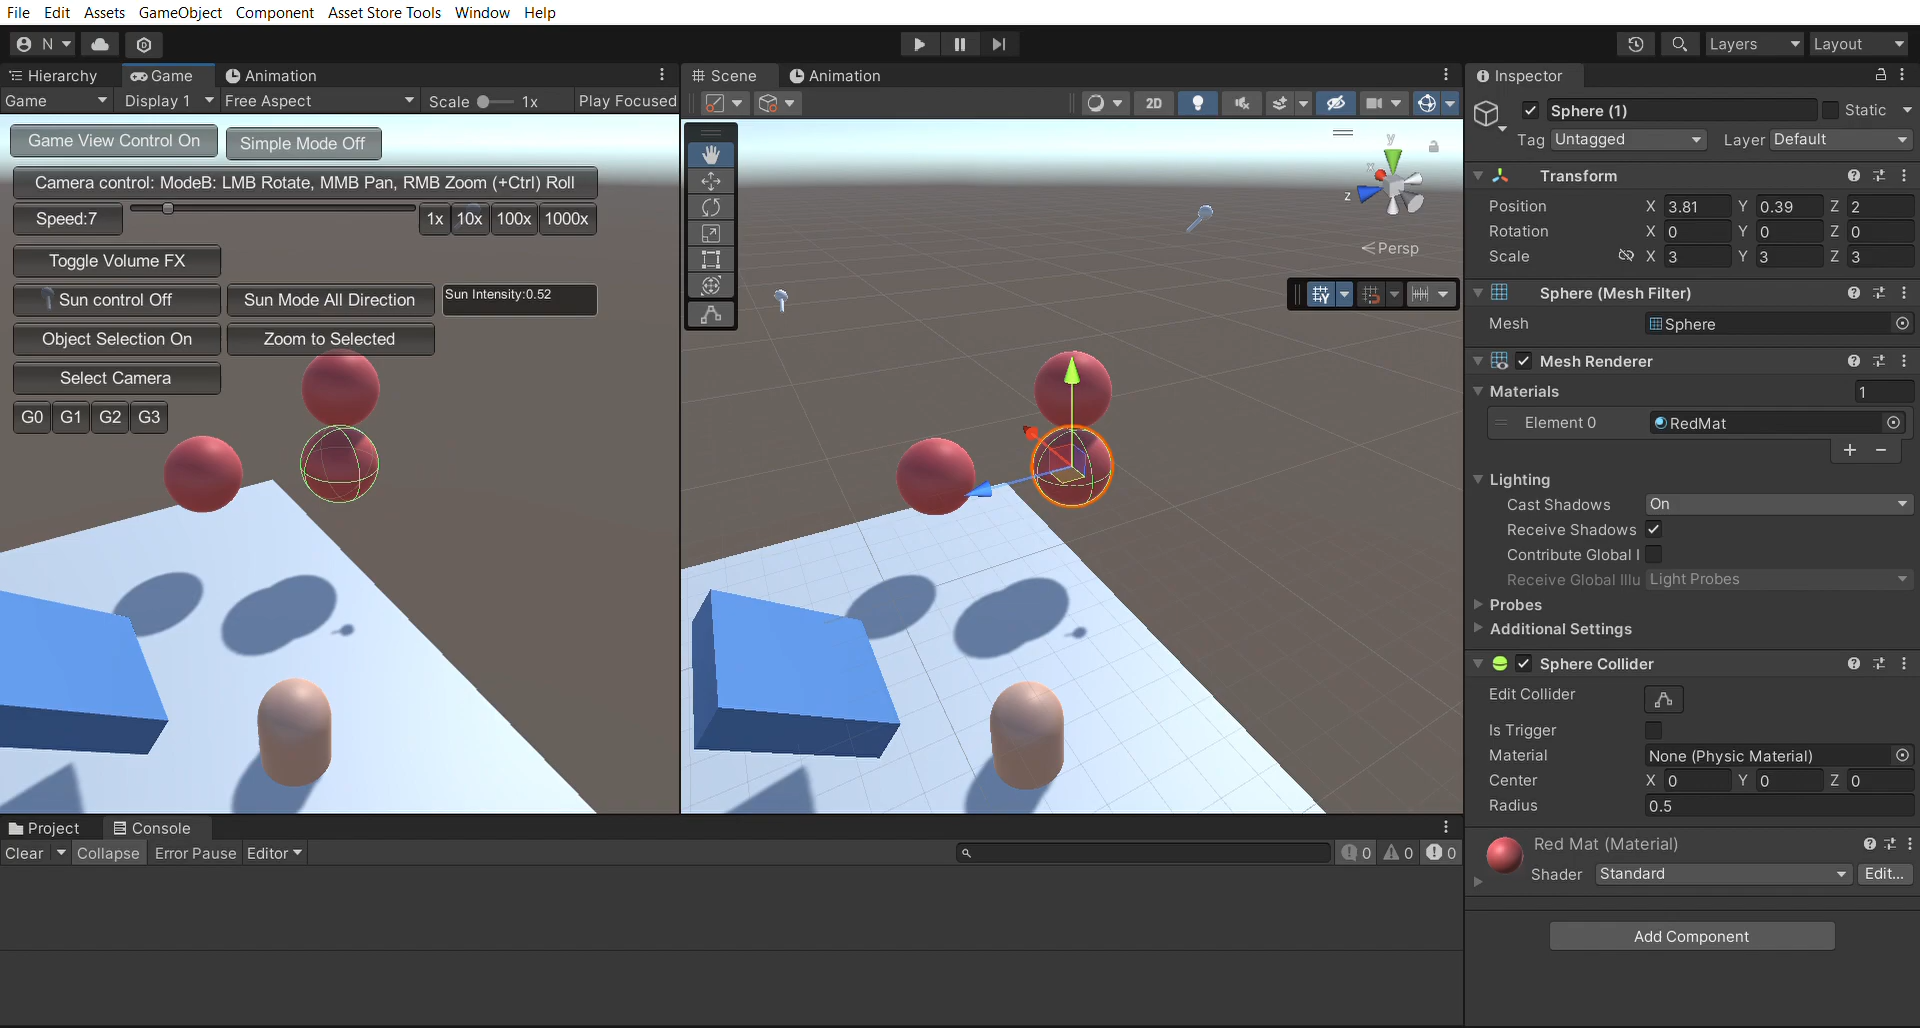 File Edit Assets GameObject Component Asset Store Tools Window Help
N Layers Layout
Hierarchy Game Animation
Game Display 1 Free Aspect Scale 1x Play Focused
Game View Control On Simple Mode Off
Camera control: ModeB: LMB Rotate, MMB Pan, RMB Zoom (+Ctrl) Roll
Speed:7 1x 10x 100x 1000x
Toggle Volume FX
Sun control Off Sun Mode All Direction Sun Intensity:0.52
Object Selection On Zoom to Selected
Select Camera
G0 G1 G2 G3
Scene Animation
2D
y
x
z
Persp
Y
Project Console
Clear Collapse Error Pause Editor 0 0 0
Inspector
Sphere (1) Static
Tag Untagged Layer Default
Transform
Position X 3.81 Y 0.39 Z 2
Rotation X 0 Y 0 Z 0
Scale X 3 Y 3 Z 3
Sphere (Mesh Filter)
Mesh Sphere
Mesh Renderer
Materials 1
Element 0 RedMat
Lighting
Cast Shadows On
Receive Shadows
Contribute Global I
Receive Global Illu Light Probes
Probes
Additional Settings
Sphere Collider
Edit Collider
Is Trigger
Material None (Physic Material)
Center X 0 Y 0 Z 0
Radius 0.5
Red Mat (Material)
Shader Standard Edit...
Add Component